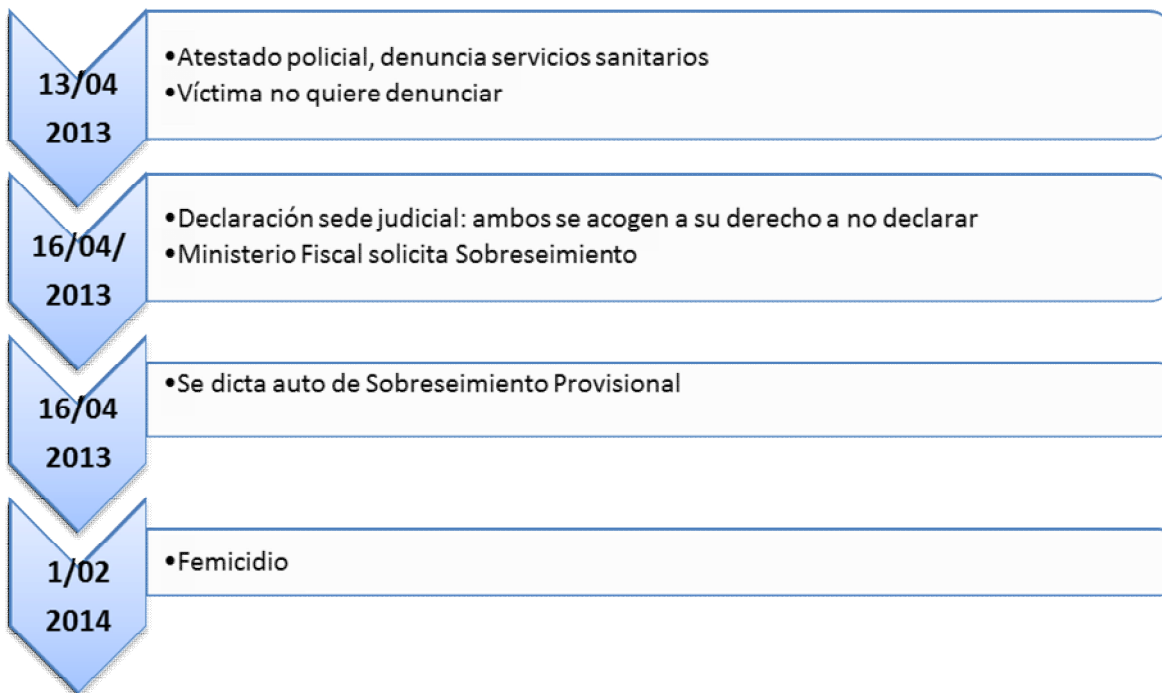 13/04
2013
•Atestado policial, denuncia servicios sanitarios
•Víctima no quiere denunciar
16/04/
2013
•Declaración sede judicial: ambos se acogen a su derecho a no declarar
•Ministerio Fiscal solicita Sobreseimiento
16/04
2013
•Se dicta auto de Sobreseimiento Provisional
1/02
2014
•Femicidio